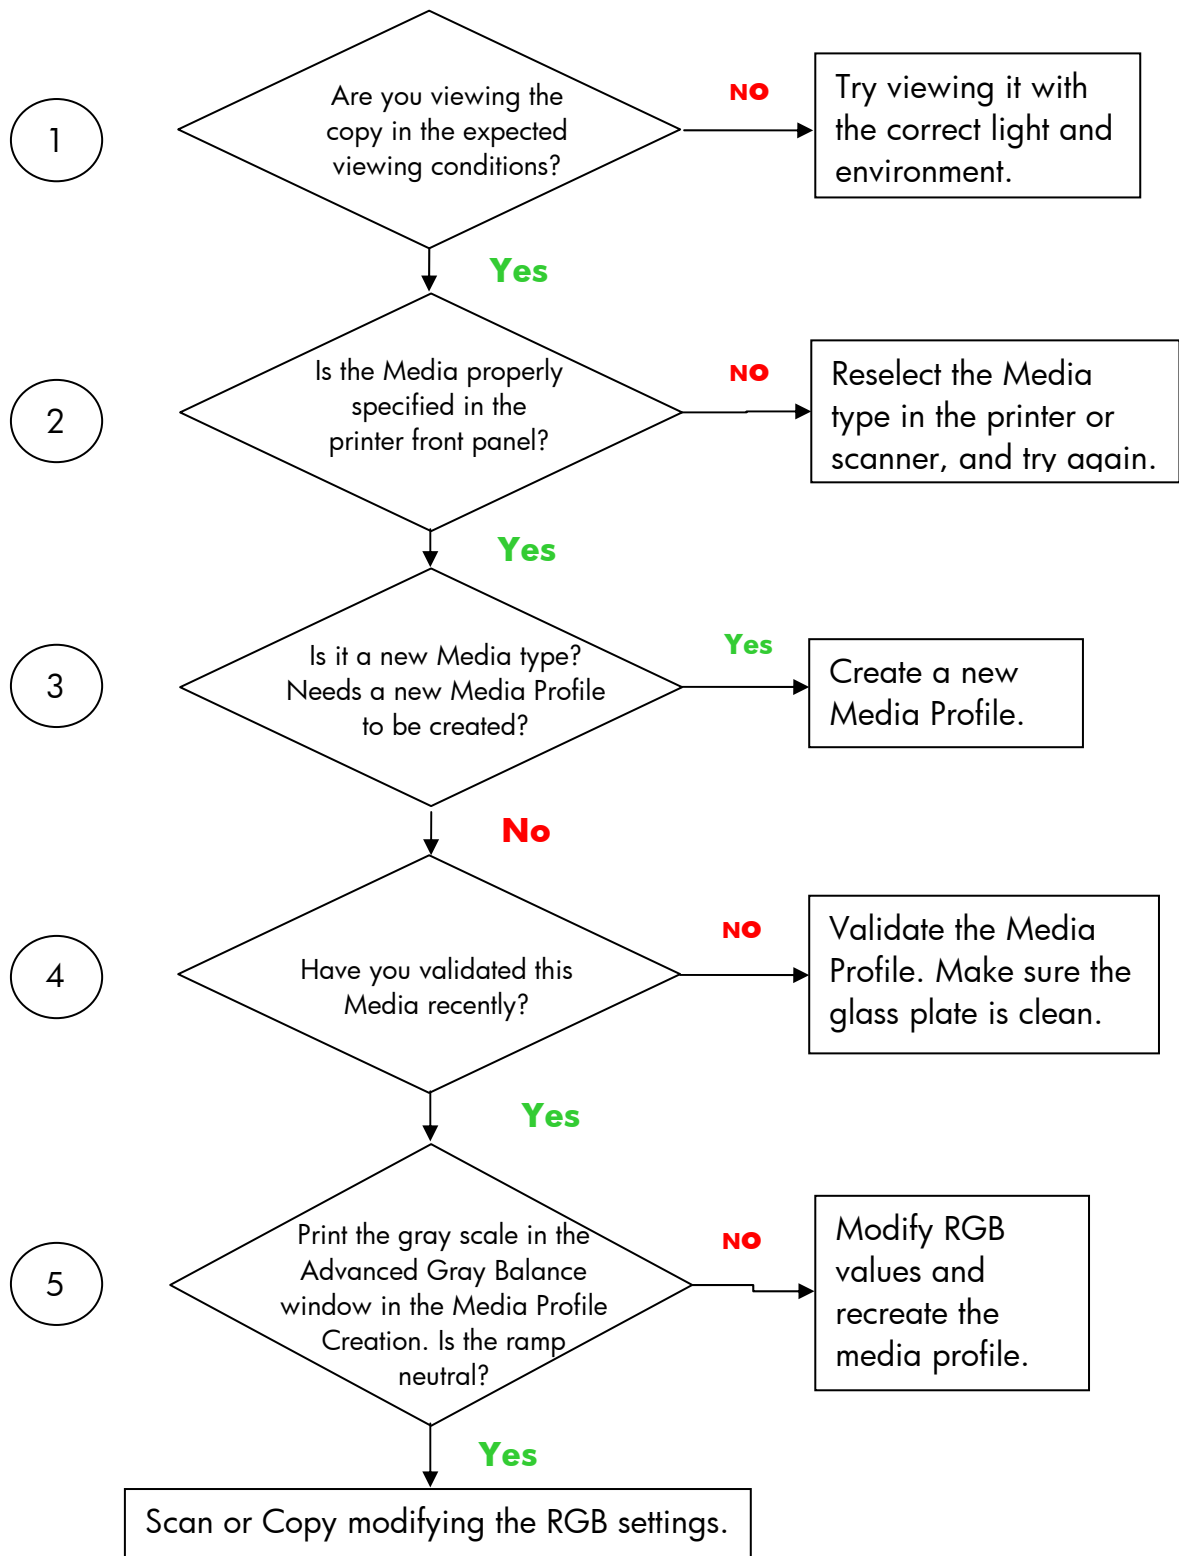 1
Are you viewing the
copy in the expected
viewing conditions?
NO
Try viewing it with
the correct light and
environment.
Yes
2
Is the Media properly
specified in the
printer front panel?
NO
Reselect the Media
type in the printer or
scanner, and try again.
Yes
3
Is it a new Media type?
Needs a new Media Profile
to be created?
Yes
Create a new
Media Profile.
No
4
Have you validated this
Media recently?
NO
Validate the Media
Profile. Make sure the
glass plate is clean.
Yes
5
Print the gray scale in the
Advanced Gray Balance
window in the Media Profile
Creation. Is the ramp
neutral?
NO
Modify RGB
values and
recreate the
media profile.
Yes
Scan or Copy modifying the RGB settings.